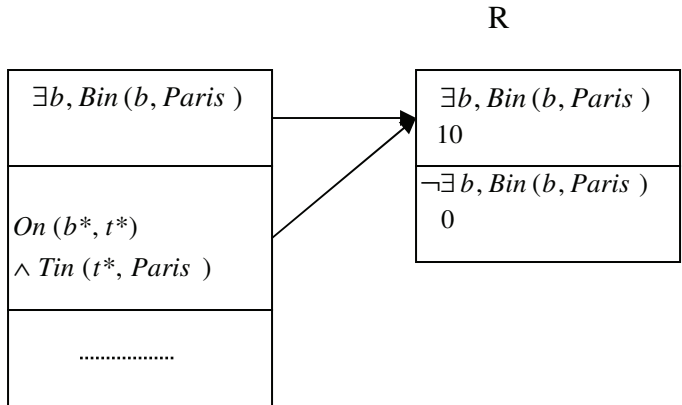 R
∃b, Bin (b, Paris )
On (b*, t*)
∧ Tin (t*, Paris )
...................
∃b, Bin (b, Paris )
10
¬∃ b, Bin (b, Paris )
0